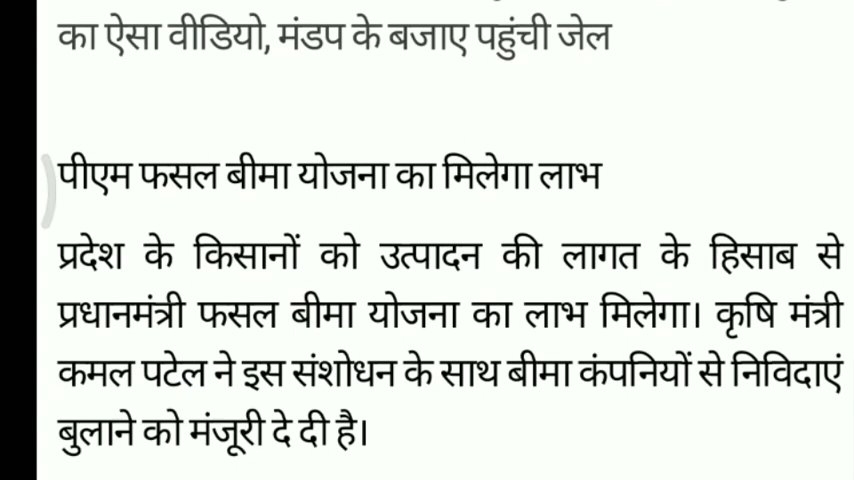 का ऐसा वीडियो, मंडप के बजाए पहुंची जेल
पीएम फसल बीमा योजना का मिलेगा लाभ
प्रदेश के किसानों को उत्पादन की लागत के हिसाब से
प्रधानमंत्री फसल बीमा योजना का लाभ मिलेगा। कृषि मंत्री
कमल पटेल ने इस संशोधन के साथ बीमा कंपनियों से निविदाएं
बुलाने को मंजूरी दे दी है।